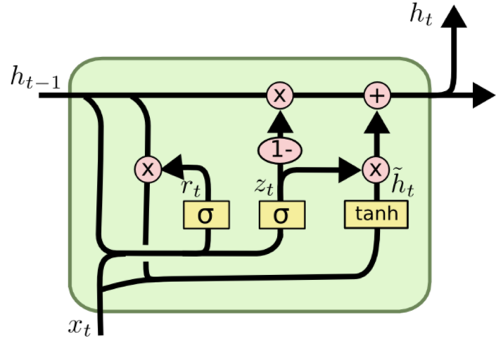 h_t
h_{t-1}
x +
1-
x r_t z_t x h̃_t
σ σ tanh
x_t